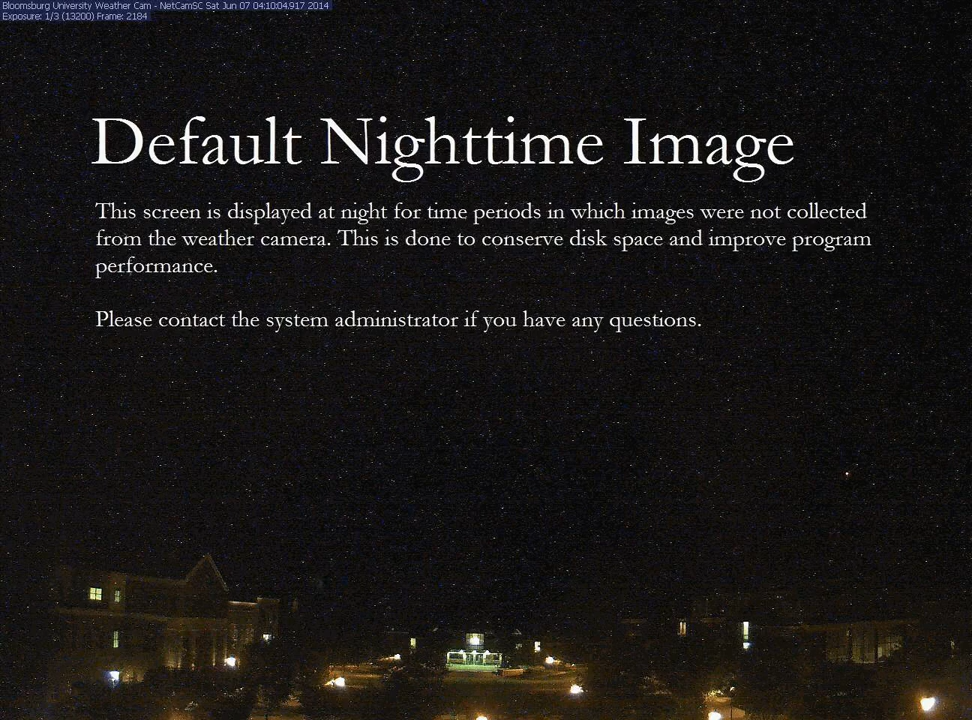 Bloomsburg University Weather Cam - NetCamSC Sat Jun 07 04:10:04.917 2014
Exposure: 1/3 (13200) Frame: 2184
Default Nighttime Image
This screen is displayed at night for time periods in which images were not collected
from the weather camera. This is done to conserve disk space and improve program
performance.
Please contact the system administrator if you have any questions.